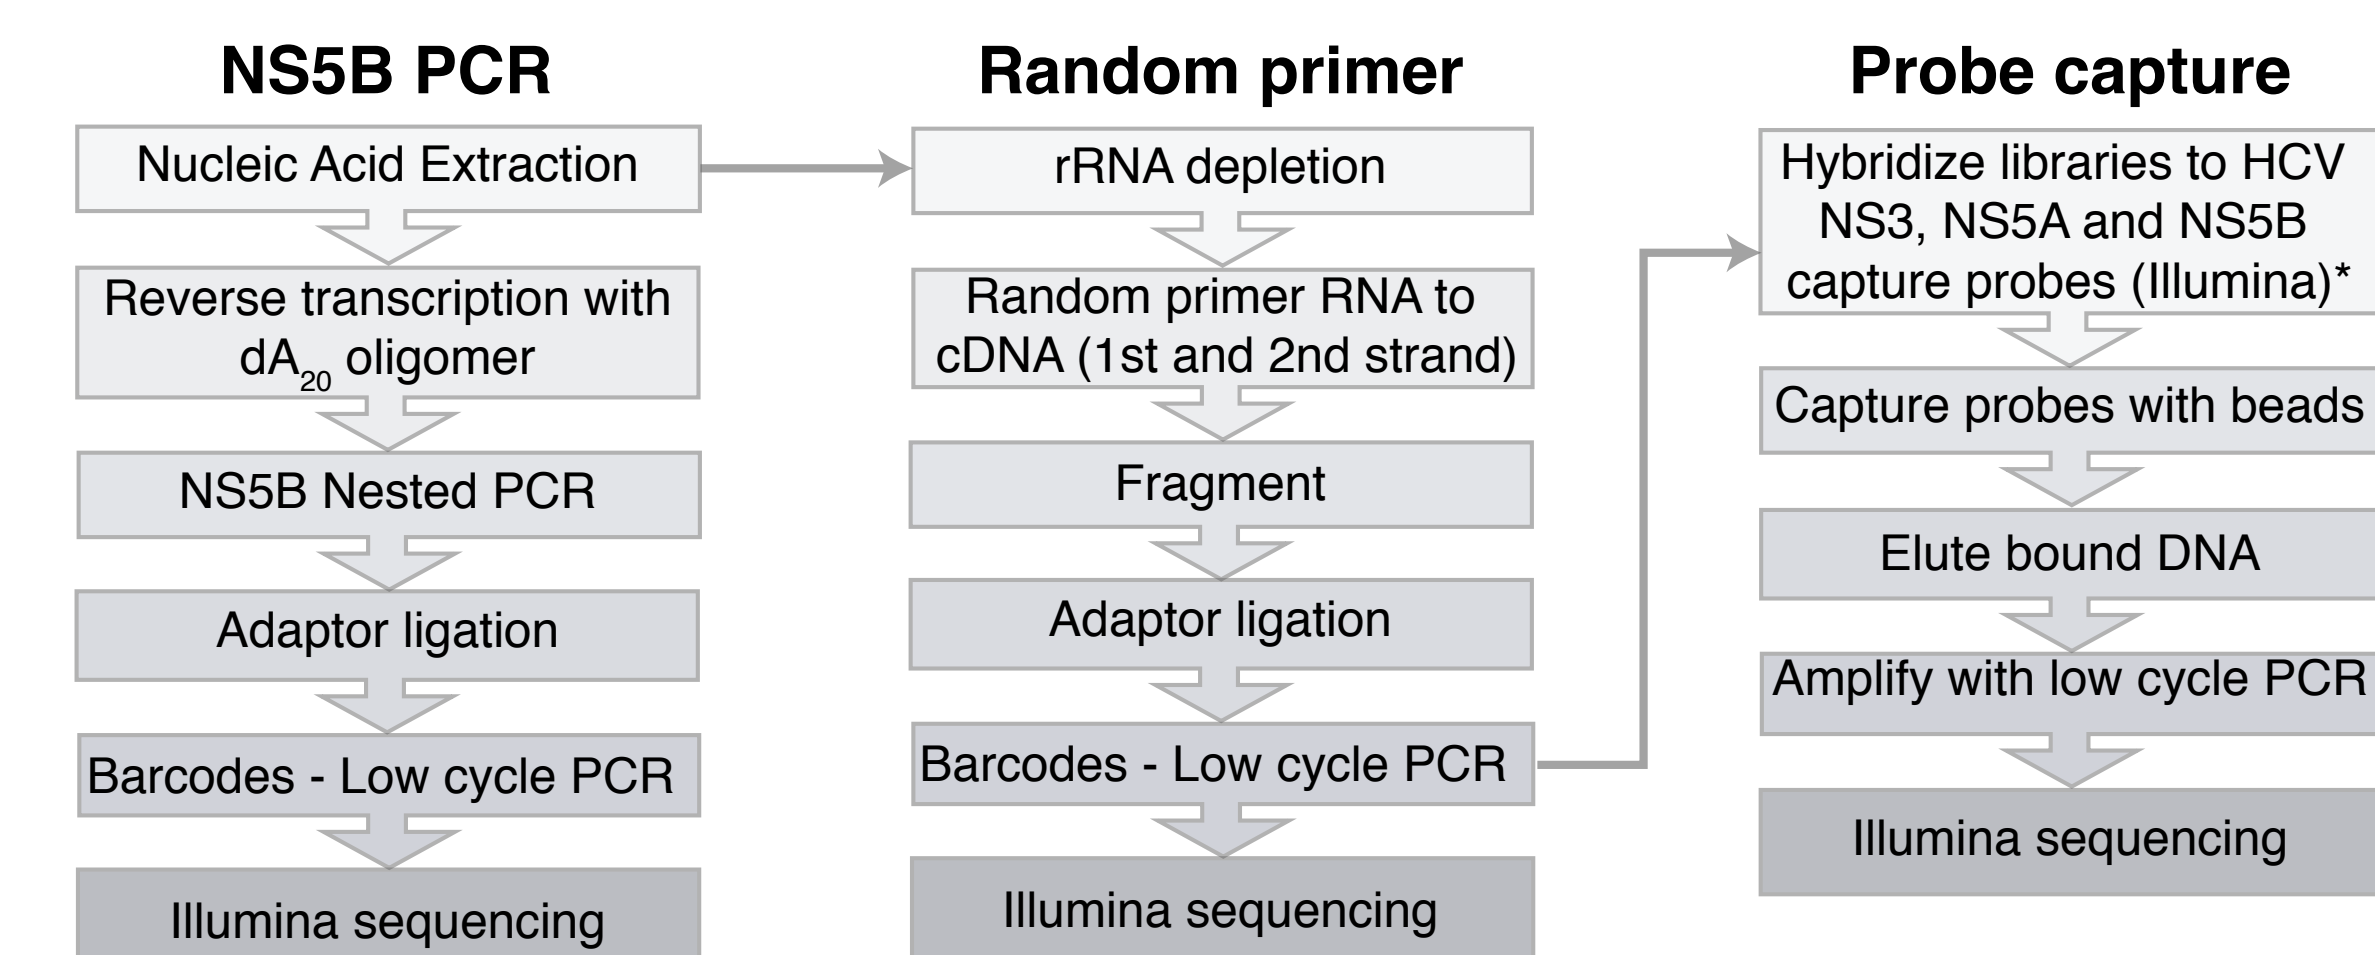 NS5B PCR
Nucleic Acid Extraction
Reverse transcription with
dA20 oligomer
NS5B Nested PCR
Adaptor ligation
Barcodes - Low cycle PCR
Illumina sequencing
Random primer
rRNA depletion
Random primer RNA to
cDNA (1st and 2nd strand)
Fragment
Adaptor ligation
Barcodes - Low cycle PCR
Illumina sequencing
Probe capture
Hybridize libraries to HCV
NS3, NS5A and NS5B
capture probes (Illumina)*
Capture probes with beads
Elute bound DNA
Amplify with low cycle PCR
Illumina sequencing